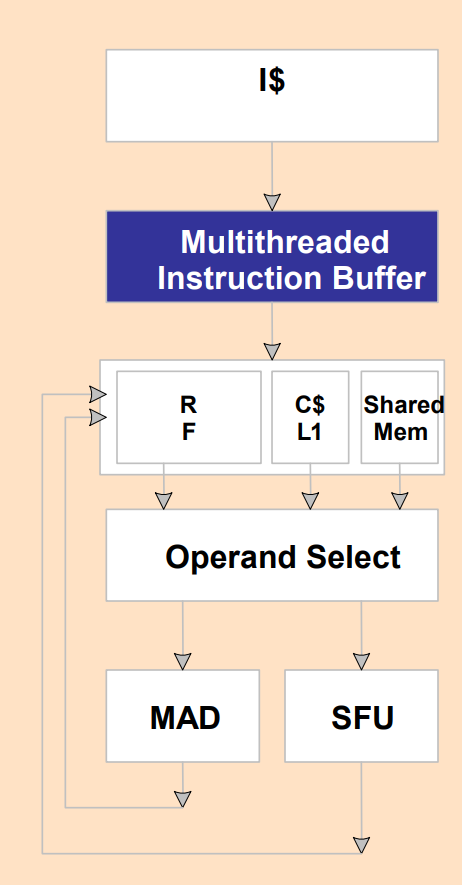 I$
Multithreaded
Instruction Buffer
R
F
C$
L1
Shared
Mem
Operand Select
MAD
SFU